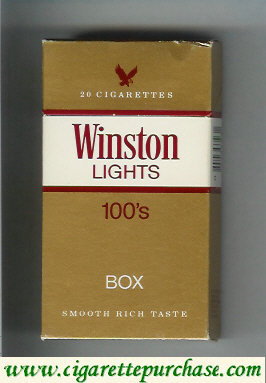 20 CIGARETTES
Winston
LIGHTS
100's
BOX
SMOOTH RICH TASTE
www.cigarettepurchase.com